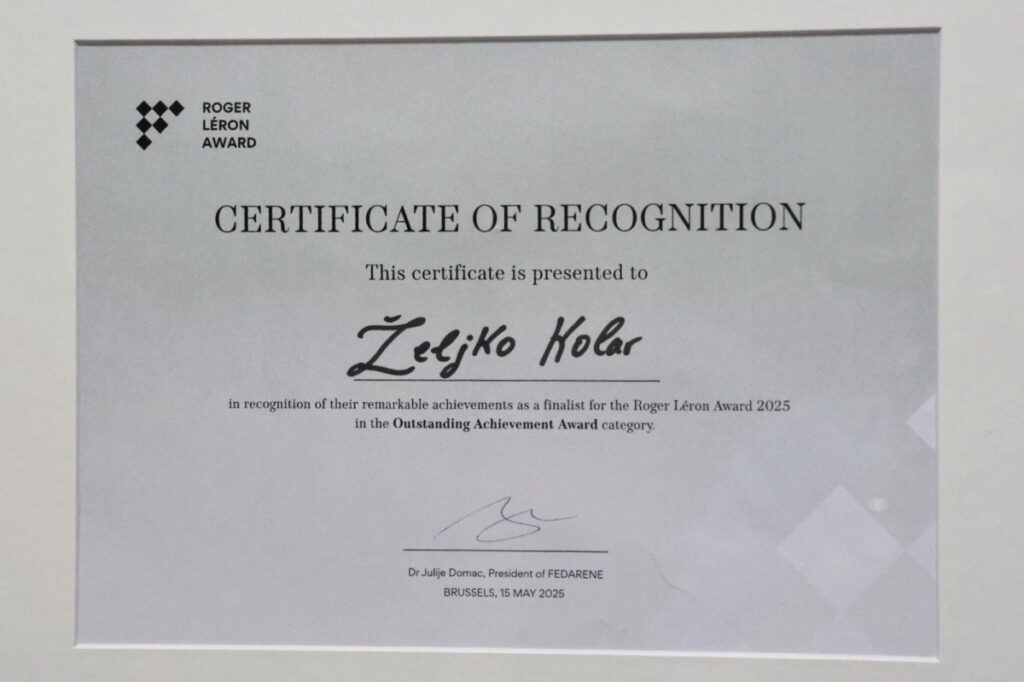 ROGER
LÉRON
AWARD
CERTIFICATE OF RECOGNITION
This certificate is presented to
Željko Kolar
in recognition of their remarkable achievements as a finalist for the Roger Léron Award 2025
in the Outstanding Achievement Award category.
Dr Julije Domac, President of FEDARENE
BRUSSELS, 15 MAY 2025